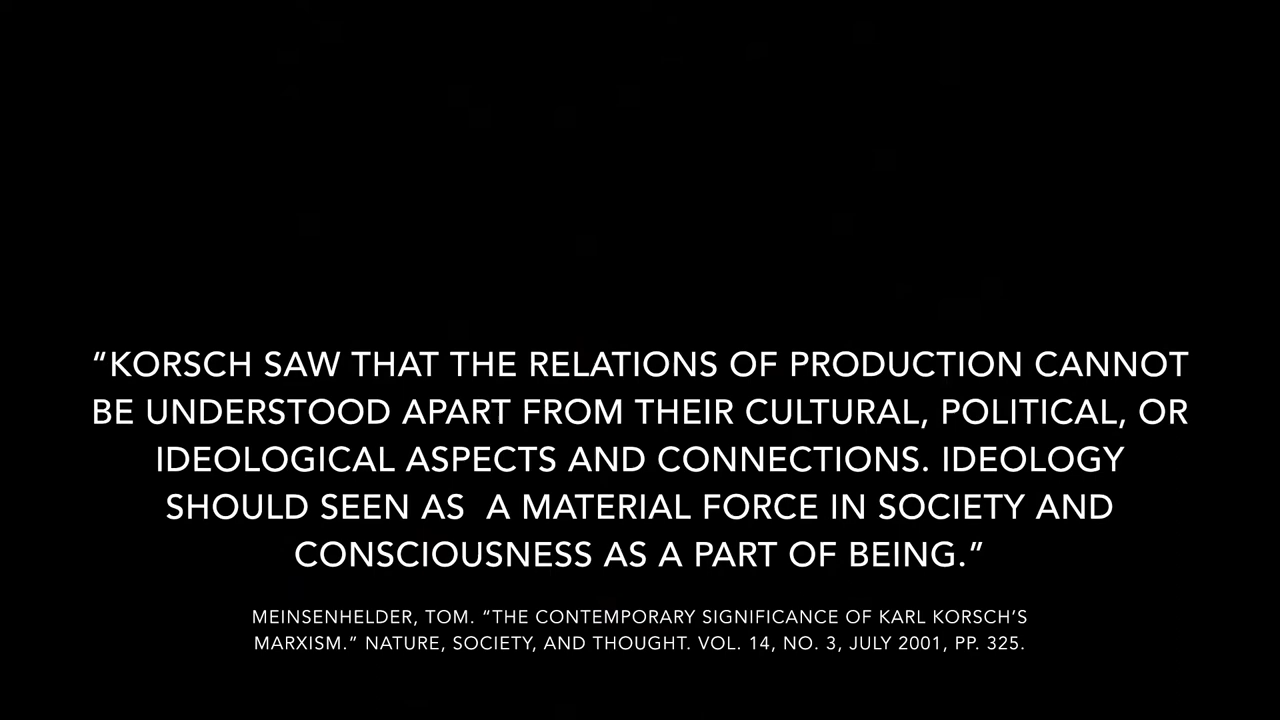 “KORSCH SAW THAT THE RELATIONS OF PRODUCTION CANNOT
BE UNDERSTOOD APART FROM THEIR CULTURAL, POLITICAL, OR
IDEOLOGICAL ASPECTS AND CONNECTIONS. IDEOLOGY
SHOULD SEEN AS  A MATERIAL FORCE IN SOCIETY AND
CONSCIOUSNESS AS A PART OF BEING.”
MEINSENHELDER, TOM. “THE CONTEMPORARY SIGNIFICANCE OF KARL KORSCH’S
MARXISM.” NATURE, SOCIETY, AND THOUGHT. VOL. 14, NO. 3, JULY 2001, PP. 325.